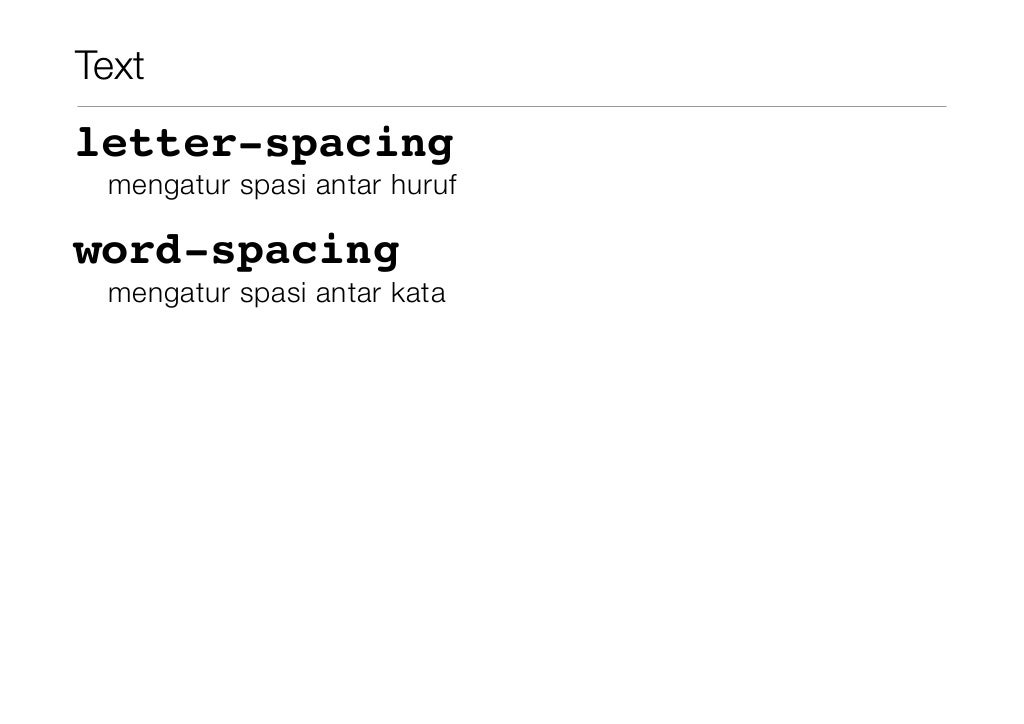 Text
letter-spacing
mengatur spasi antar huruf
word-spacing
mengatur spasi antar kata